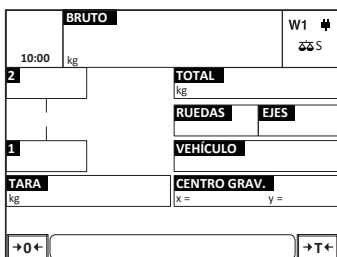 BRUTO
W1
S
10:00
kg
2
TOTAL
kg
RUEDAS EJES
1
VEHÍCULO
TARA
kg
CENTRO GRAV.
x = y =
→0←
→T←